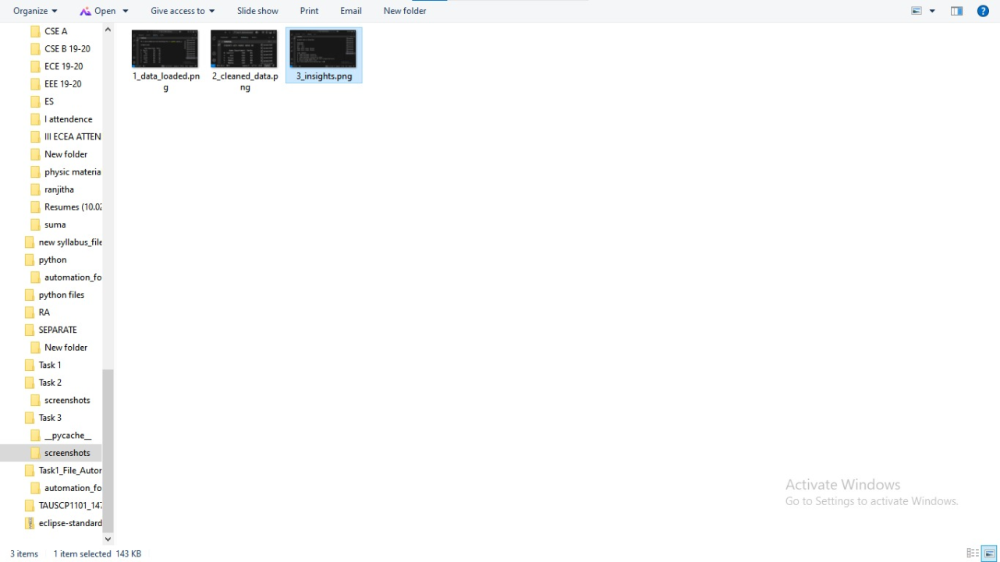 Organize Open Give access to Slide show Print Email New folder
CSE A
CSE B 19-20
ECE 19-20
EEE 19-20
ES
I attendence
III ECEA ATTEN
New folder
physic materia
ranjitha
Resumes (10.02
suma
new syllabus_file
python
automation_fo
python files
RA
SEPARATE
New folder
Task 1
Task 2
screenshots
Task 3
__pycache__
screenshots
Task1_File_Autor
automation_fo
TAUSCP1101_147
eclipse-standard
1_data_loaded.pn
g
2_cleaned_data.p
ng
3_insights.png
Activate Windows
Go to Settings to activate Windows.
3 items 1 item selected 143 KB